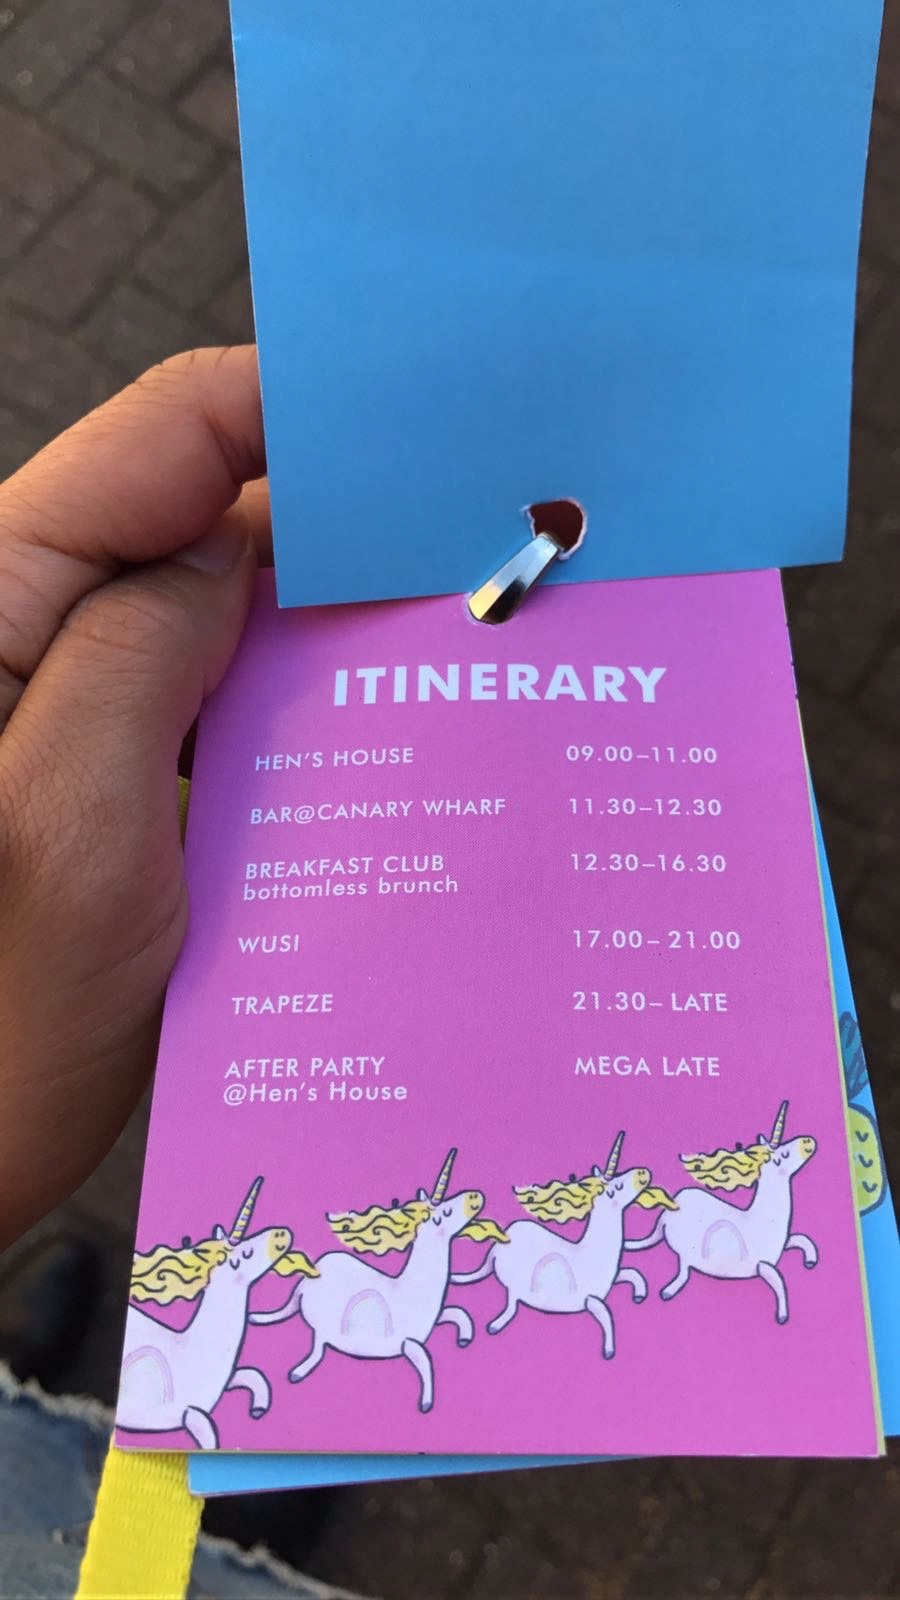 ITINERARY
HEN'S HOUSE 09.00–11.00
BAR@CANARY WHARF 11.30–12.30
BREAKFAST CLUB 12.30–16.30
bottomless brunch
WUSI 17.00– 21.00
TRAPEZE 21.30– LATE
AFTER PARTY MEGA LATE
@Hen's House